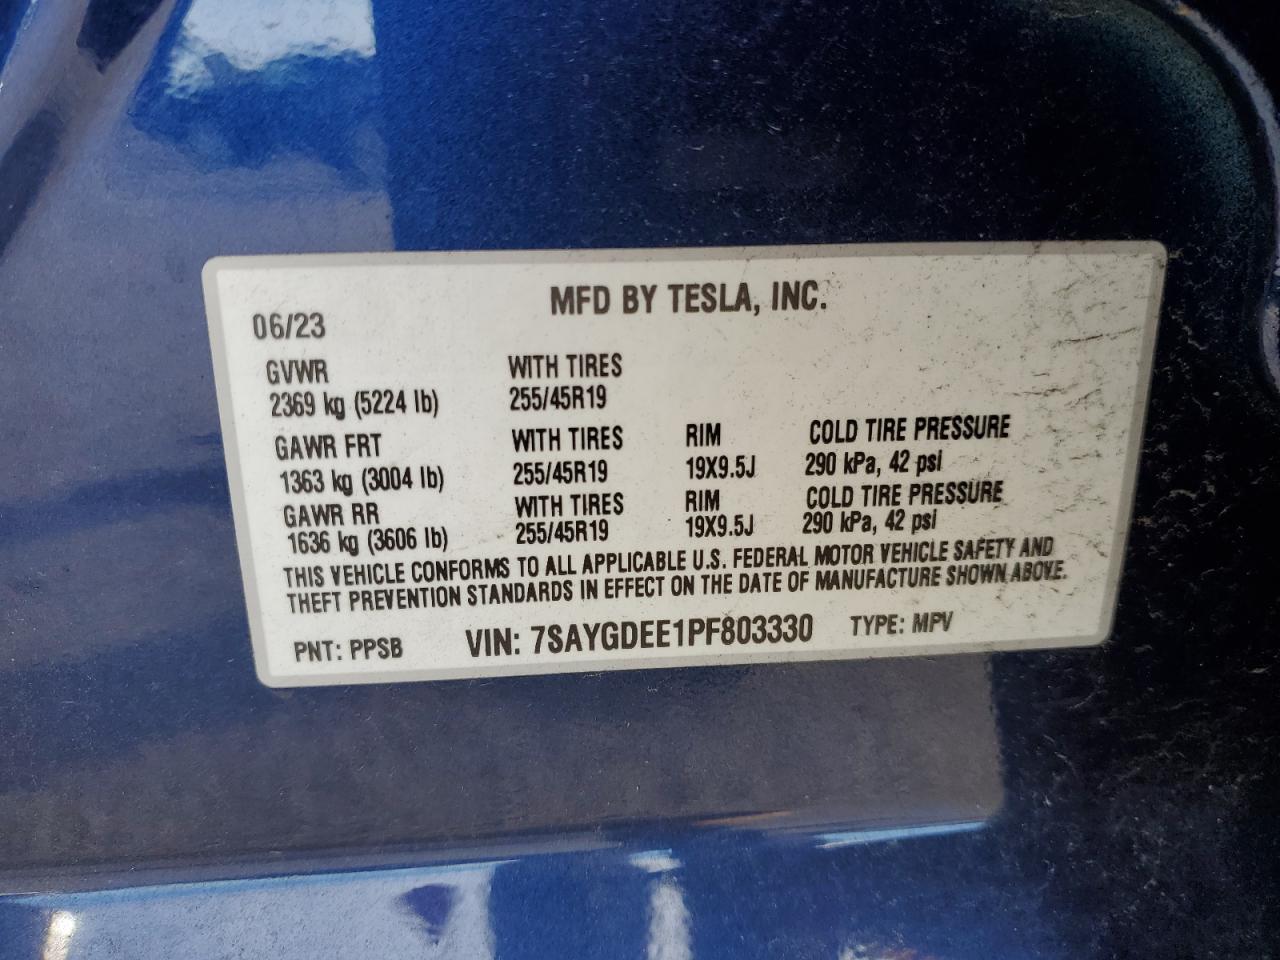 MFD BY TESLA, INC.
06/23
GVWR WITH TIRES
2369 kg (5224 lb) 255/45R19
GAWR FRT WITH TIRES RIM COLD TIRE PRESSURE
1363 kg (3004 lb) 255/45R19 19X9.5J 290 kPa, 42 psi
GAWR RR WITH TIRES RIM COLD TIRE PRESSURE
1636 kg (3606 lb) 255/45R19 19X9.5J 290 kPa, 42 psi
THIS VEHICLE CONFORMS TO ALL APPLICABLE U.S. FEDERAL MOTOR VEHICLE SAFETY AND
THEFT PREVENTION STANDARDS IN EFFECT ON THE DATE OF MANUFACTURE SHOWN ABOVE.
PNT: PPSB VIN: 7SAYGDEE1PF803330 TYPE: MPV